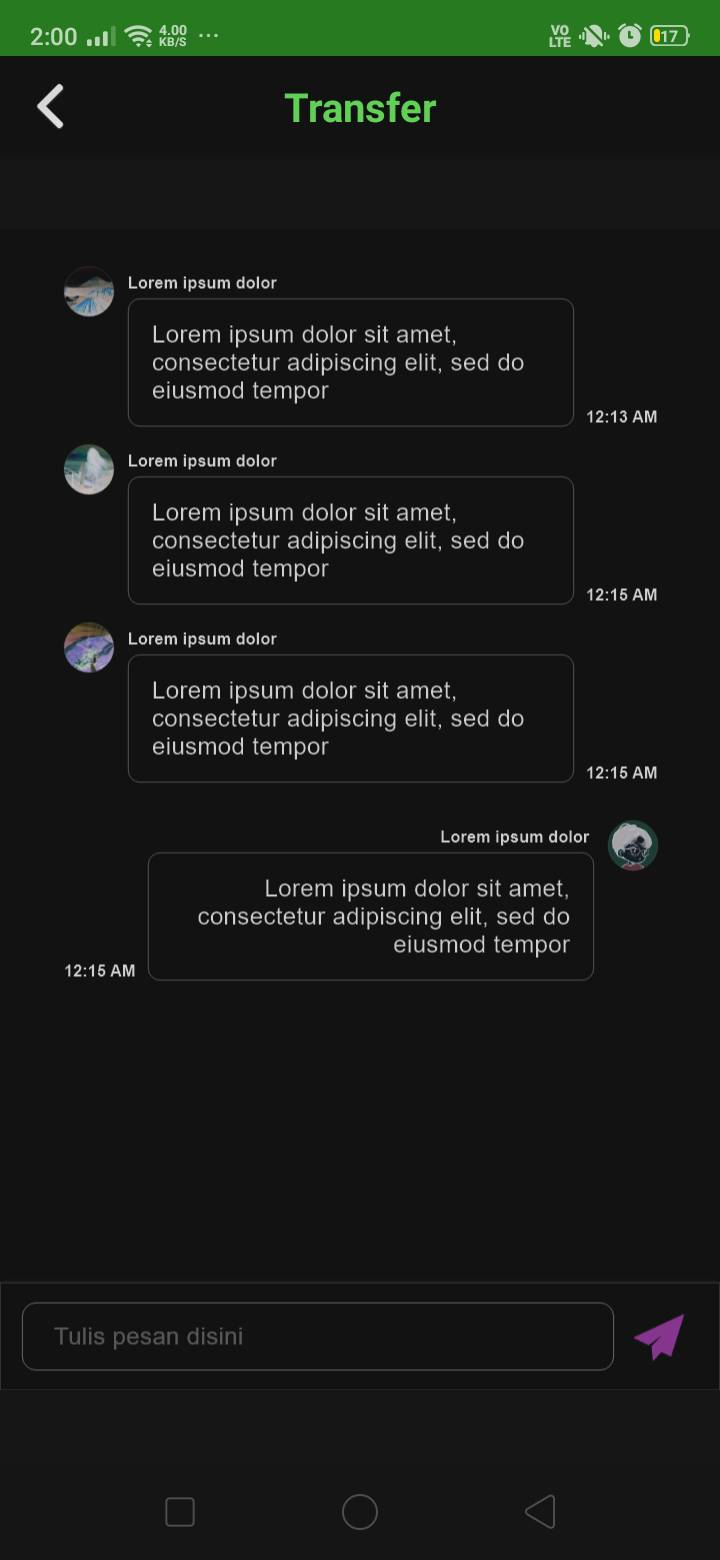 2:00 4.00 KB/S ... VO LTE 17
Transfer
Lorem ipsum dolor
Lorem ipsum dolor sit amet,
consectetur adipiscing elit, sed do
eiusmod tempor
12:13 AM
Lorem ipsum dolor
Lorem ipsum dolor sit amet,
consectetur adipiscing elit, sed do
eiusmod tempor
12:15 AM
Lorem ipsum dolor
Lorem ipsum dolor sit amet,
consectetur adipiscing elit, sed do
eiusmod tempor
12:15 AM
Lorem ipsum dolor
Lorem ipsum dolor sit amet,
consectetur adipiscing elit, sed do
eiusmod tempor
12:15 AM
Tulis pesan disini